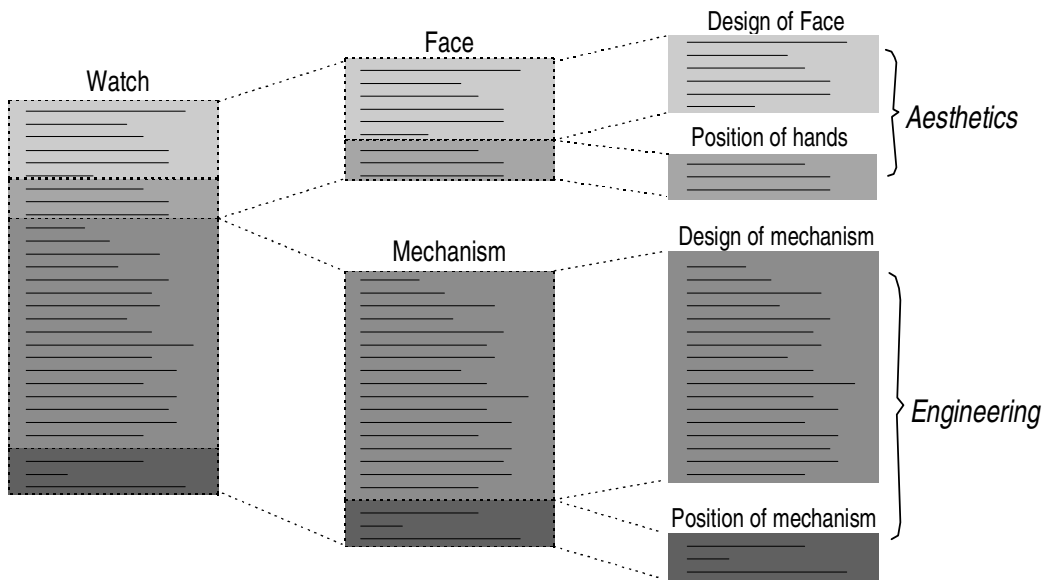 Watch
Face
Design of Face
Position of hands
Aesthetics
Mechanism
Design of mechanism
Position of mechanism
Engineering